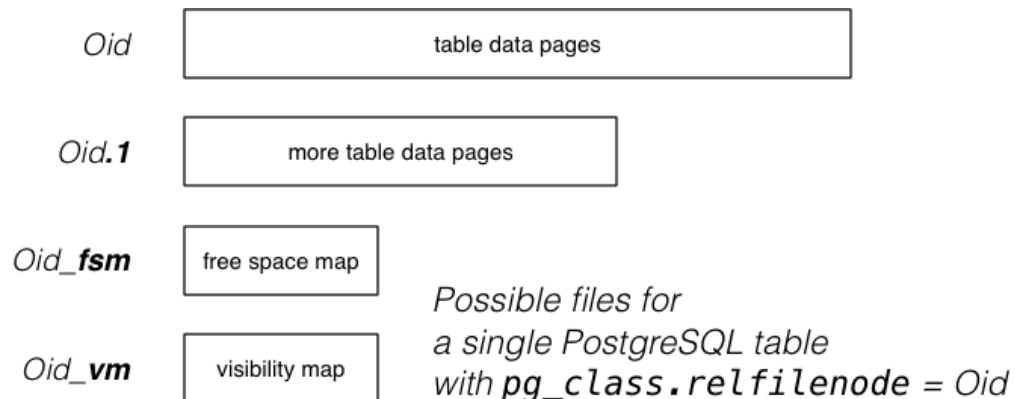 Oid
table data pages
Oid.1
more table data pages
Oid_fsm
free space map
Oid_vm
visibility map
Possible files for
a single PostgreSQL table
with pg_class.relfilenode = Oid